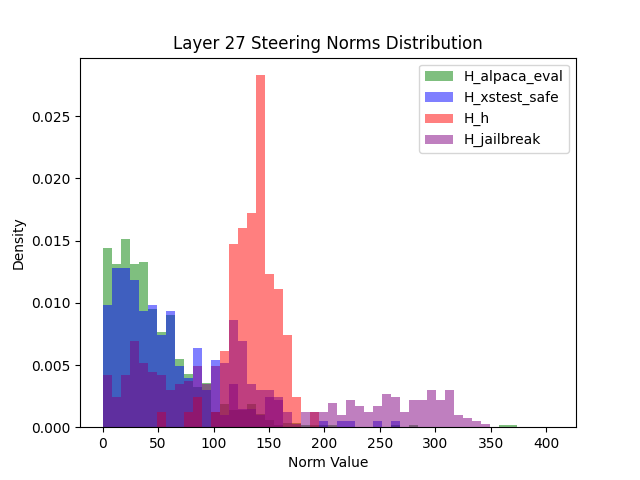 Layer 27 Steering Norms Distribution
H_alpaca_eval
H_xstest_safe
H_h
H_jailbreak
0.025
0.020
0.015
0.010
0.005
0.000
Density
0
50
100
150
200
250
300
350
400
Norm Value